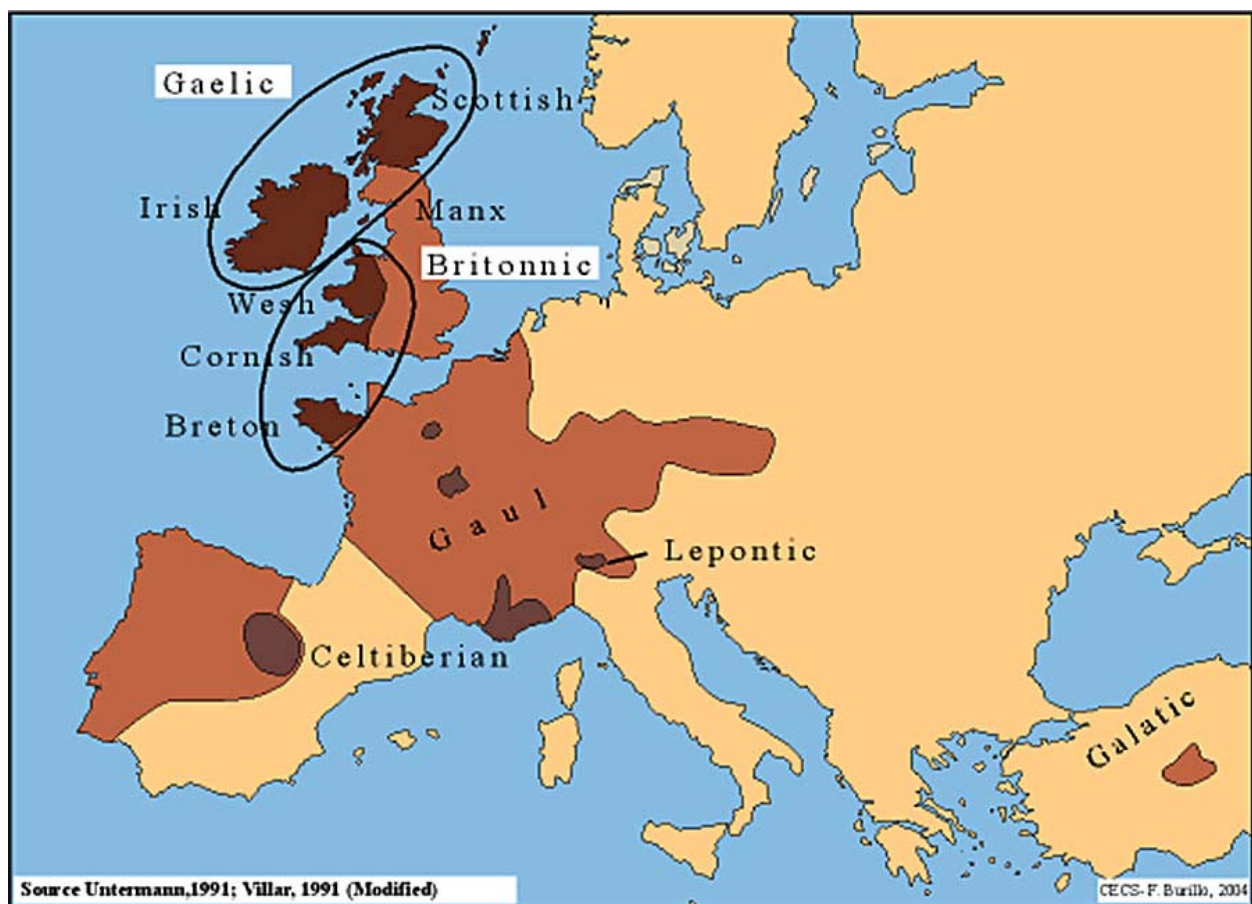 Gaelic
Scottish
Irish
Manx
Britonnic
Wesh
Cornish
Breton
Gaul
Lepontic
Celtiberian
Galatic
Source Untermann,1991; Villar, 1991 (Modified)
CECS- F. Burillo, 2004